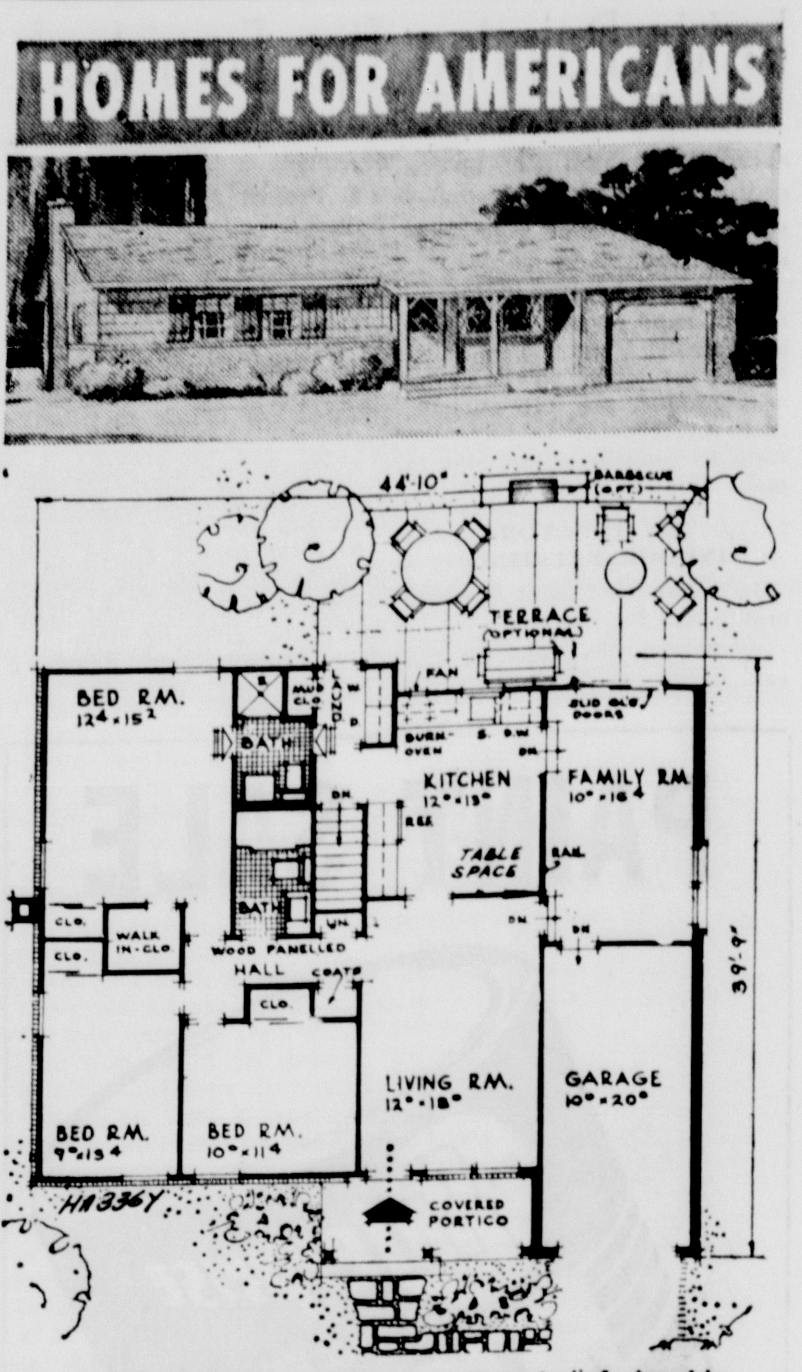 HOMES FOR AMERICANS
44'-10"
BARBECUE
(OPT.)
TERRACE
(OPTIONAL)
FAN
BED RM.
12⁴×15²
MUD
CLO.
LAUND.
W.
D.
SLID GL'S.
DOORS
BATH
OVEN
S. D.W.
DN.
KITCHEN
12⁰×13⁰
FAMILY RM.
10⁰×16⁴
DN.
REF.
TABLE
SPACE
RAIL
BATH
CLO.
WALK
IN-CLO
CLO.
LN.
DN.
DN.
WOOD PANELLED
HALL
COATS
CLO.
39'-9"
LIVING RM.
12⁰×18⁰
GARAGE
10⁰×20⁰
BED RM.
9⁰×13⁴
BED RM.
10⁰×11⁴
HA336Y
COVERED
PORTICO